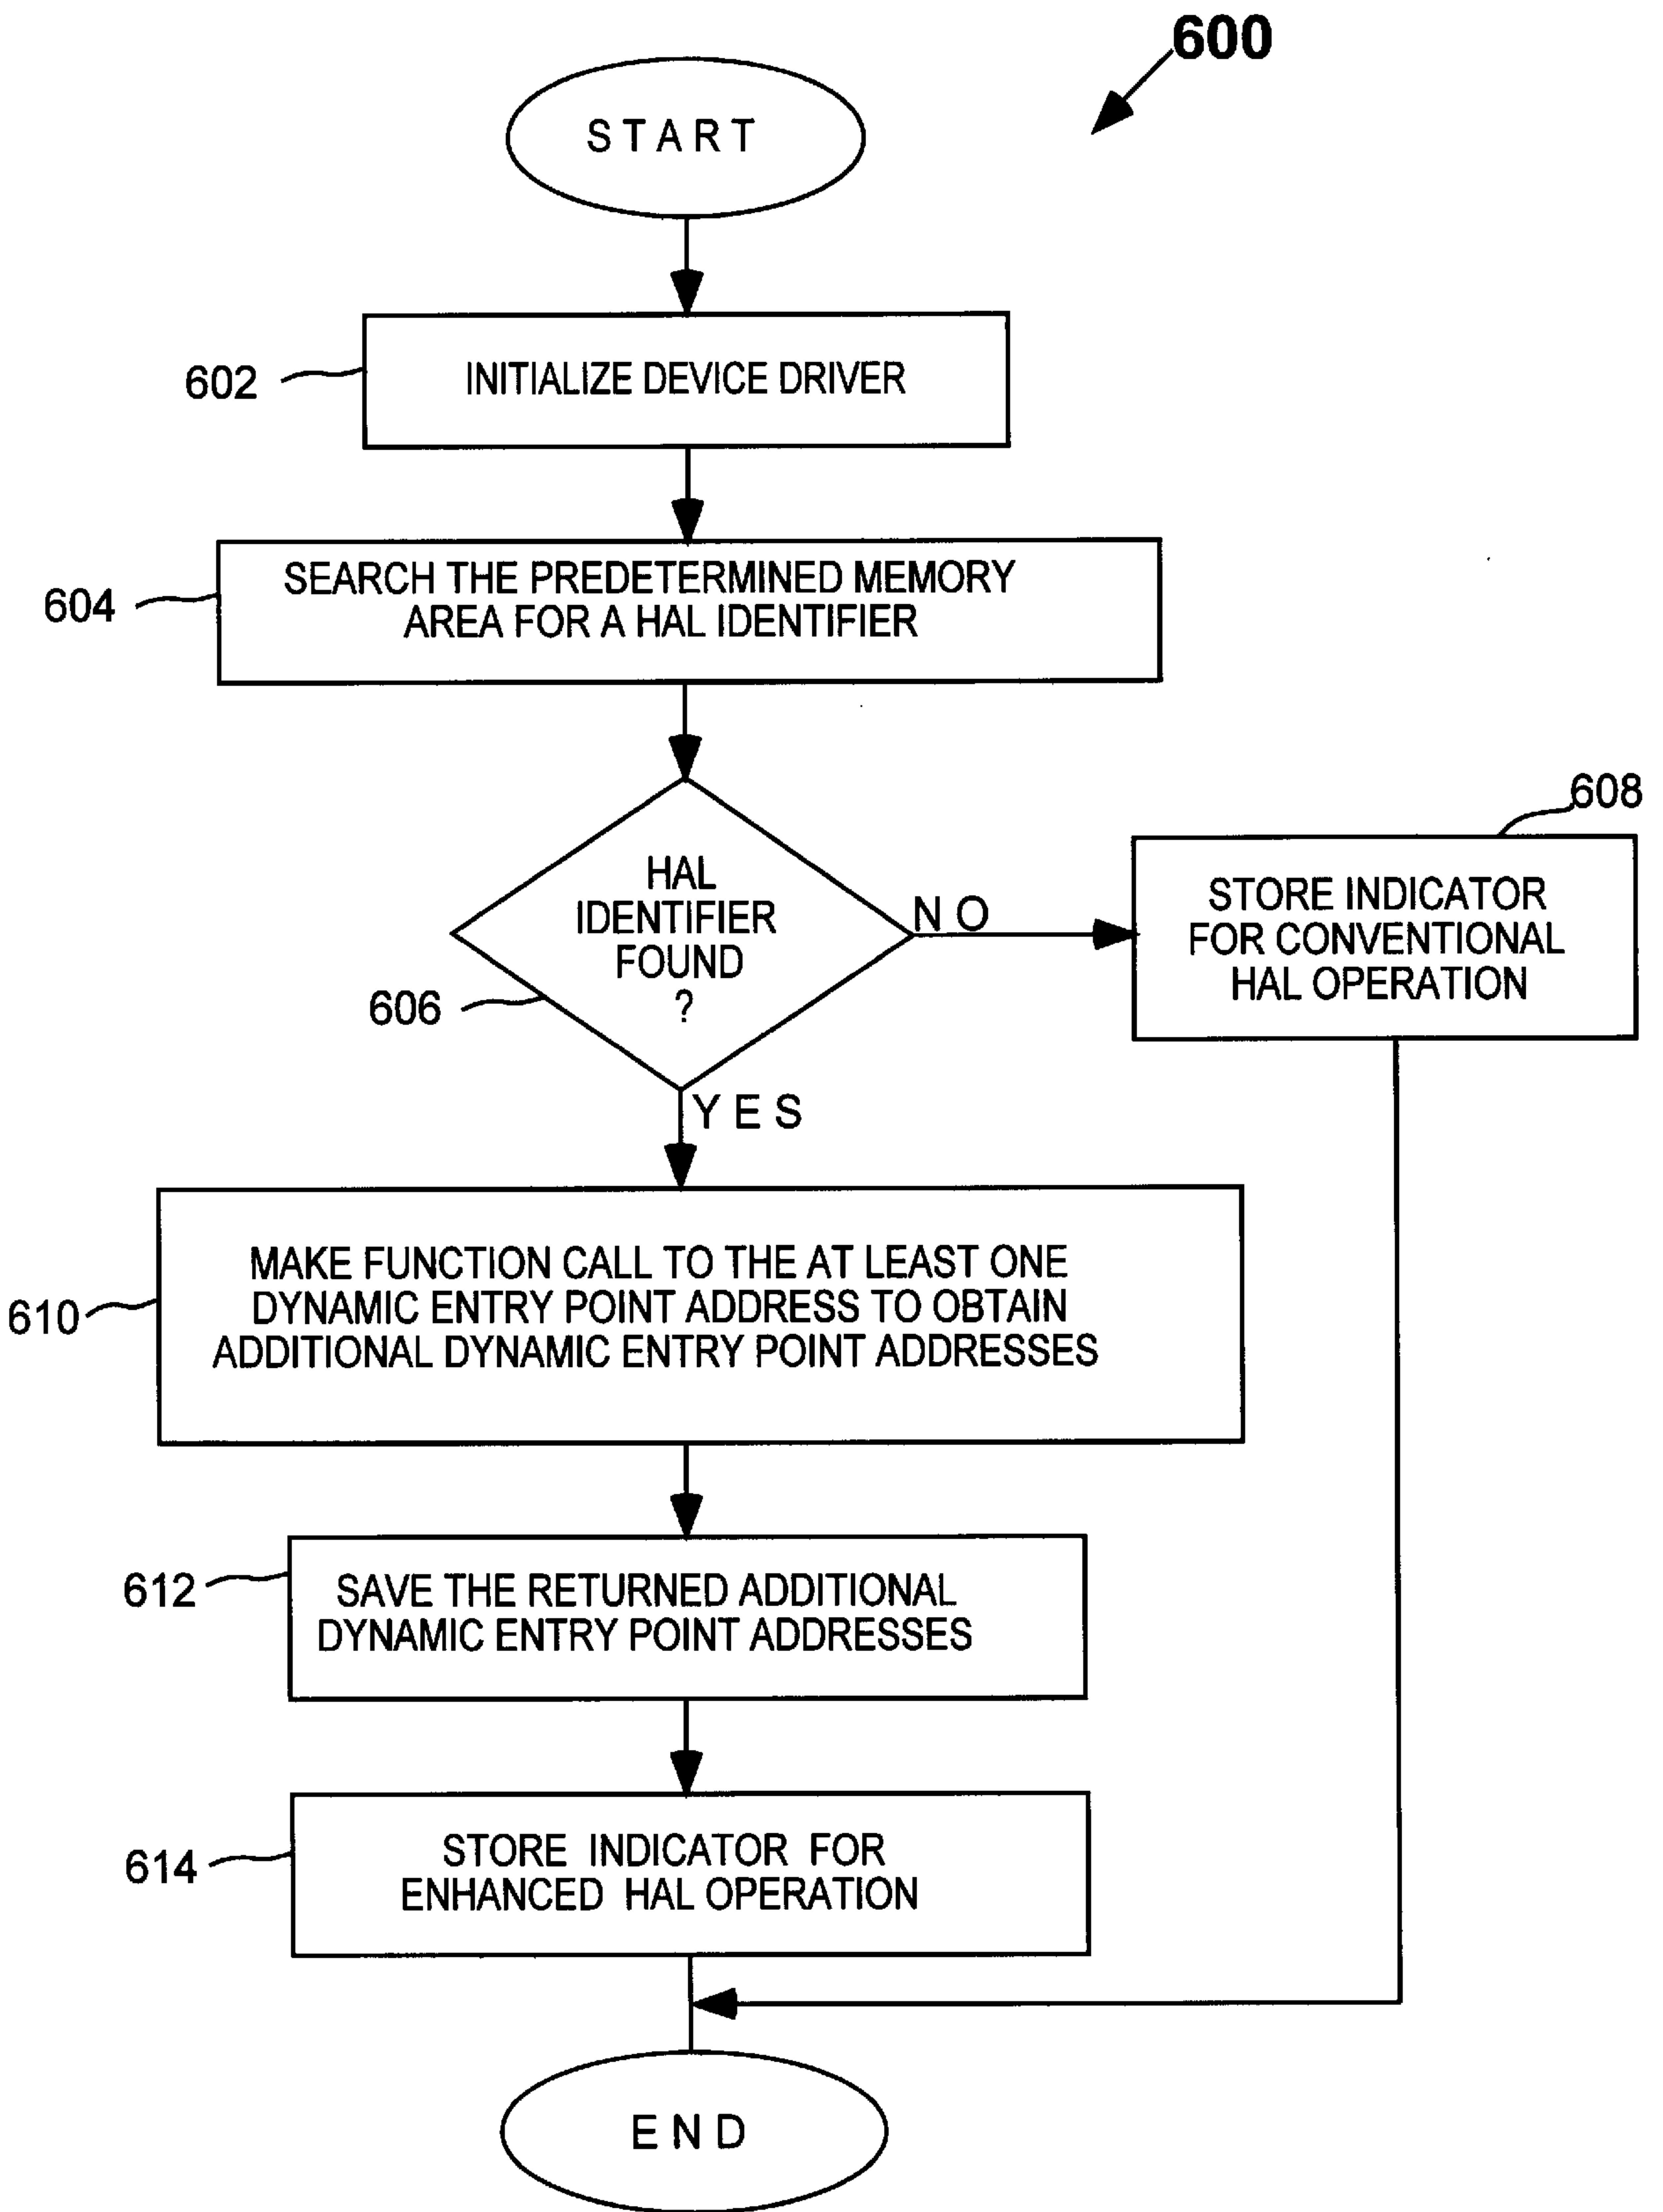 600
START
602
INITIALIZE DEVICE DRIVER
604
SEARCH THE PREDETERMINED MEMORY
AREA FOR A HAL IDENTIFIER
606
HAL
IDENTIFIER
FOUND
?
NO
608
STORE INDICATOR
FOR CONVENTIONAL
HAL OPERATION
YES
610
MAKE FUNCTION CALL TO THE AT LEAST ONE
DYNAMIC ENTRY POINT ADDRESS TO OBTAIN
ADDITIONAL DYNAMIC ENTRY POINT ADDRESSES
612
SAVE THE RETURNED ADDITIONAL
DYNAMIC ENTRY POINT ADDRESSES
614
STORE INDICATOR FOR
ENHANCED HAL OPERATION
END